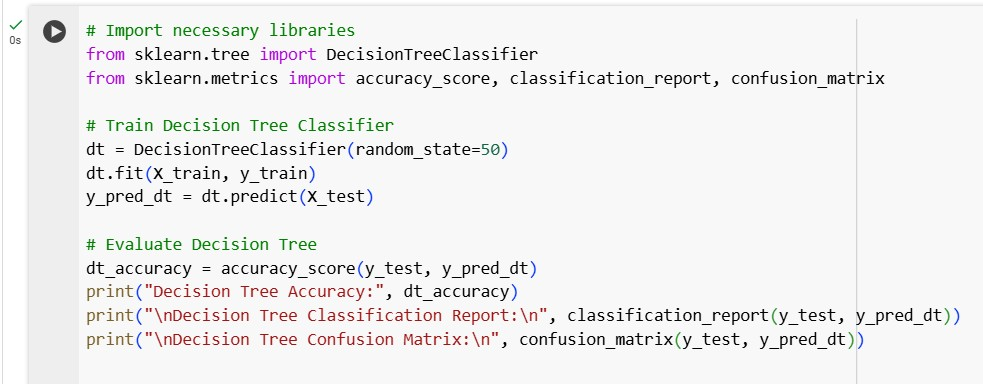 # Import necessary libraries
from sklearn.tree import DecisionTreeClassifier
from sklearn.metrics import accuracy_score, classification_report, confusion_matrix
# Train Decision Tree Classifier
dt = DecisionTreeClassifier(random_state=50)
dt.fit(X_train, y_train)
y_pred_dt = dt.predict(X_test)
# Evaluate Decision Tree
dt_accuracy = accuracy_score(y_test, y_pred_dt)
print("Decision Tree Accuracy:", dt_accuracy)
print("\nDecision Tree Classification Report:\n", classification_report(y_test, y_pred_dt))
print("\nDecision Tree Confusion Matrix:\n", confusion_matrix(y_test, y_pred_dt))
0s